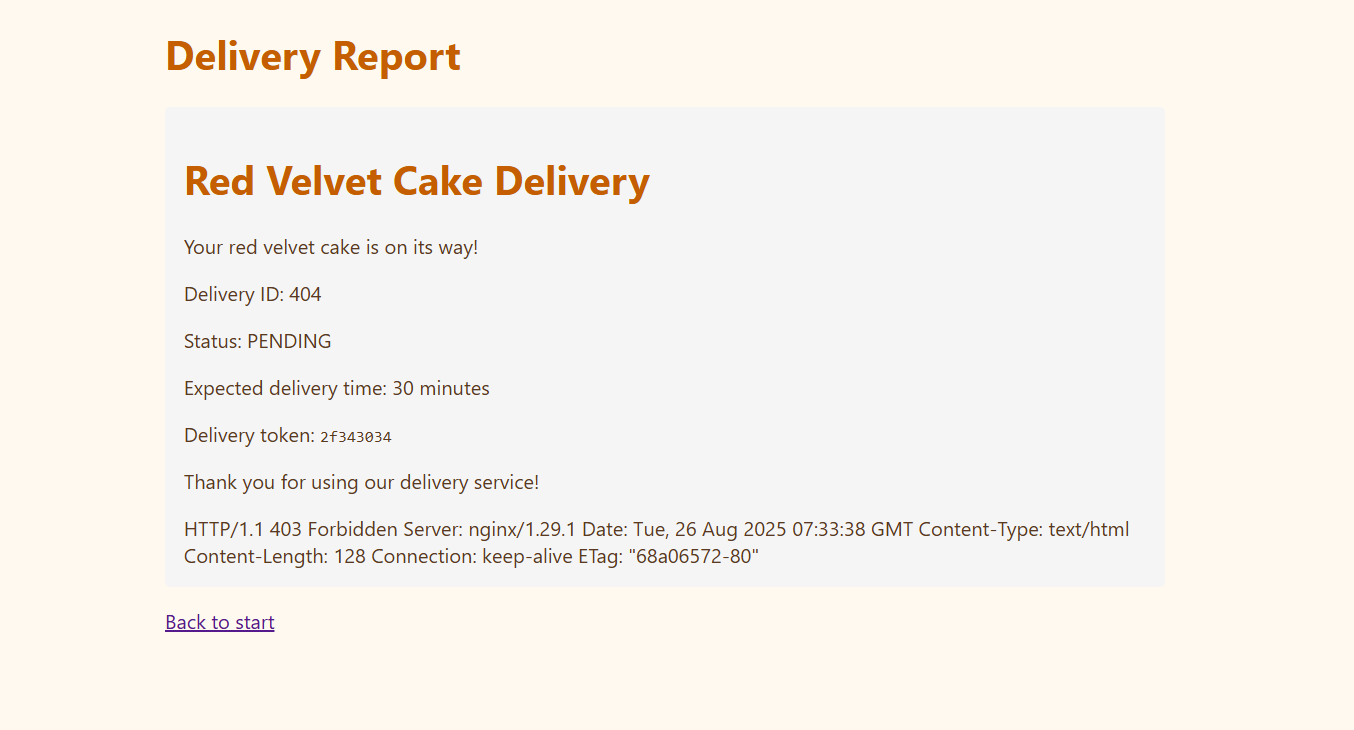 Delivery Report
Red Velvet Cake Delivery
Your red velvet cake is on its way!
Delivery ID: 404
Status: PENDING
Expected delivery time: 30 minutes
Delivery token: 2f343034
Thank you for using our delivery service!
HTTP/1.1 403 Forbidden Server: nginx/1.29.1 Date: Tue, 26 Aug 2025 07:33:38 GMT Content-Type: text/html
Content-Length: 128 Connection: keep-alive ETag: "68a06572-80"
Back to start